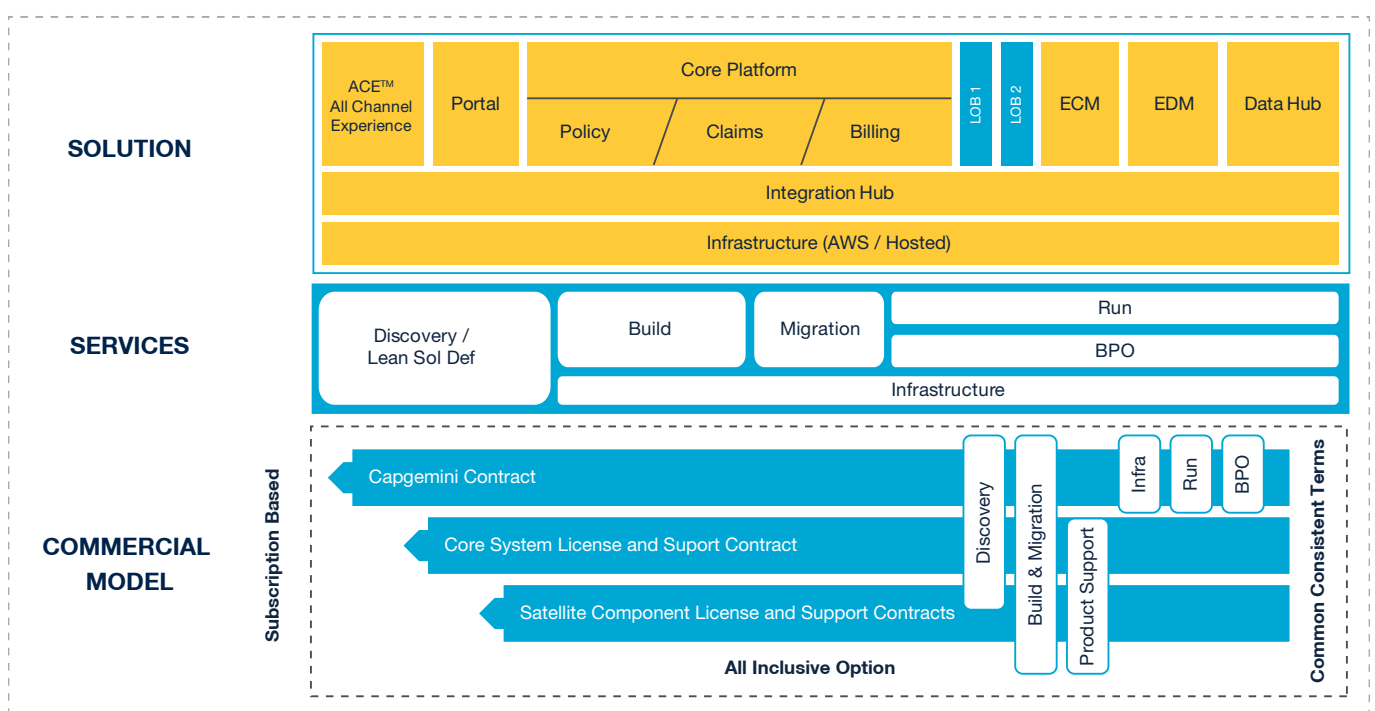 SOLUTION
ACE™
All Channel
Experience
Portal
Core Platform
Policy
Claims
Billing
LOB 1
LOB 2
ECM
EDM
Data Hub
Integration Hub
Infrastructure (AWS / Hosted)
SERVICES
Discovery /
Lean Sol Def
Build
Migration
Run
BPO
Infrastructure
COMMERCIAL
MODEL
Subscription Based
Capgemini Contract
Core System License and Suport Contract
Satellite Component License and Support Contracts
Discovery
Build & Migration
Product Support
Infra
Run
BPO
Common Consistent Terms
All Inclusive Option